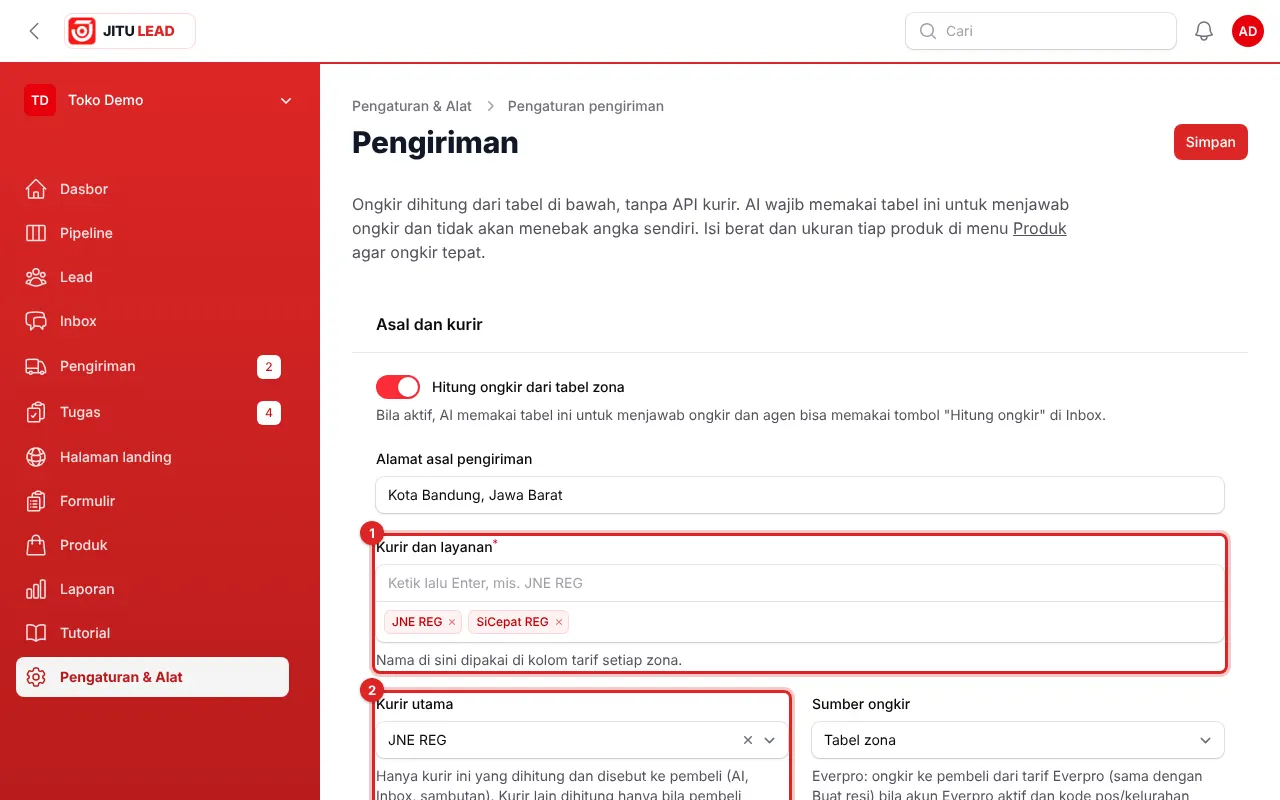 JITU LEAD
Cari
AD
TD
Toko Demo
Dasbor
Pipeline
Lead
Inbox
Pengiriman
2
Tugas
4
Halaman landing
Formulir
Produk
Laporan
Tutorial
Pengaturan & Alat
Pengaturan & Alat
Pengaturan pengiriman
Pengiriman
Simpan
Ongkir dihitung dari tabel di bawah, tanpa API kurir. AI wajib memakai tabel ini untuk menjawab
ongkir dan tidak akan menebak angka sendiri. Isi berat dan ukuran tiap produk di menu Produk
agar ongkir tepat.
Asal dan kurir
Hitung ongkir dari tabel zona
Bila aktif, AI memakai tabel ini untuk menjawab ongkir dan agen bisa memakai tombol "Hitung ongkir" di Inbox.
Alamat asal pengiriman
Kota Bandung, Jawa Barat
1
Kurir dan layanan*
Ketik lalu Enter, mis. JNE REG
JNE REG ×
SiCepat REG ×
Nama di sini dipakai di kolom tarif setiap zona.
2
Kurir utama
JNE REG
Hanya kurir ini yang dihitung dan disebut ke pembeli (AI,
Inbox, sambutan). Kurir lain dihitung hanya bila pembeli
Sumber ongkir
Tabel zona
Everpro: ongkir ke pembeli dari tarif Everpro (sama dengan
Buat resi) bila akun Everpro aktif dan kode pos/kelurahan